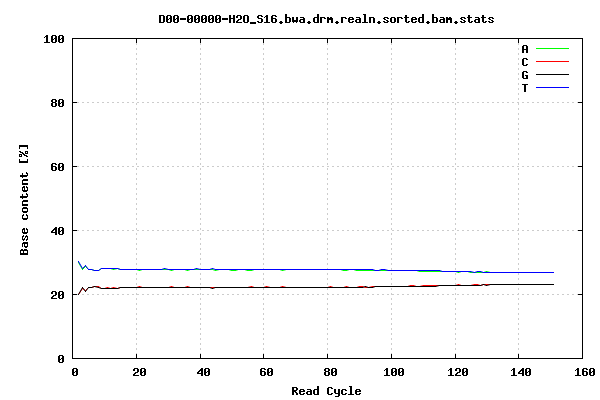 D00-00000-H2O_S16.bwa.drm.realn.sorted.bam.stats
A
C
G
T
100
80
60
40
20
0
Base content [%]
0 20 40 60 80 100 120 140 160
Read Cycle